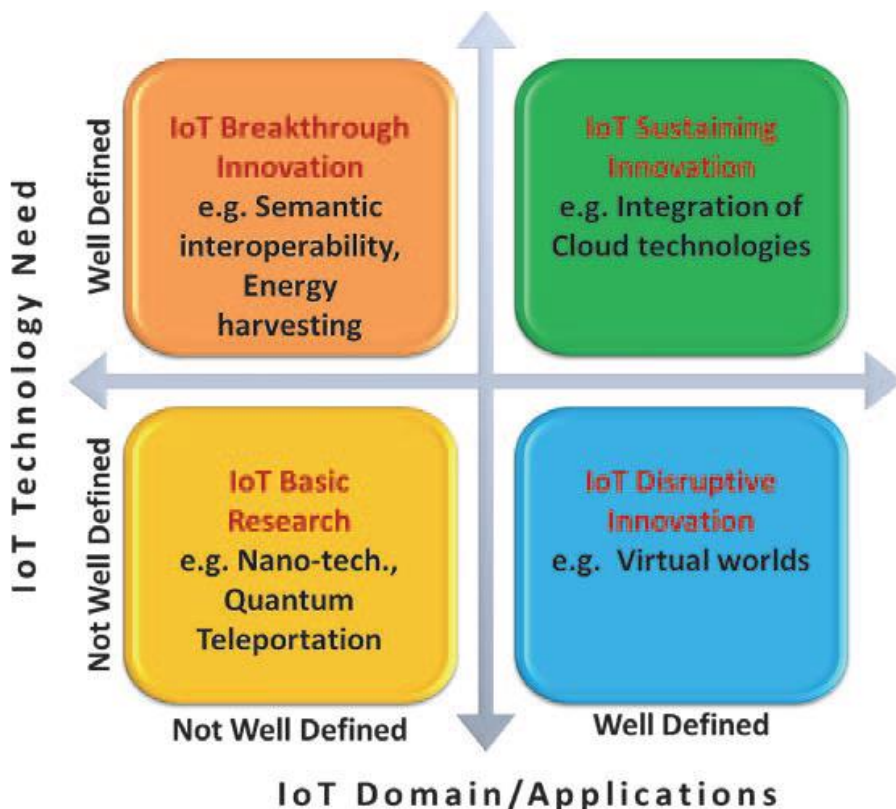 IoT Technology Need
Well Defined
Not Well Defined
IoT Breakthrough
Innovation
e.g. Semantic
interoperability,
Energy
harvesting
IoT Sustaining
Innovation
e.g. Integration of
Cloud technologies
IoT Basic
Research
e.g. Nano-tech.,
Quantum
Teleportation
IoT Disruptive
Innovation
e.g. Virtual worlds
Not Well Defined
Well Defined
IoT Domain/Applications